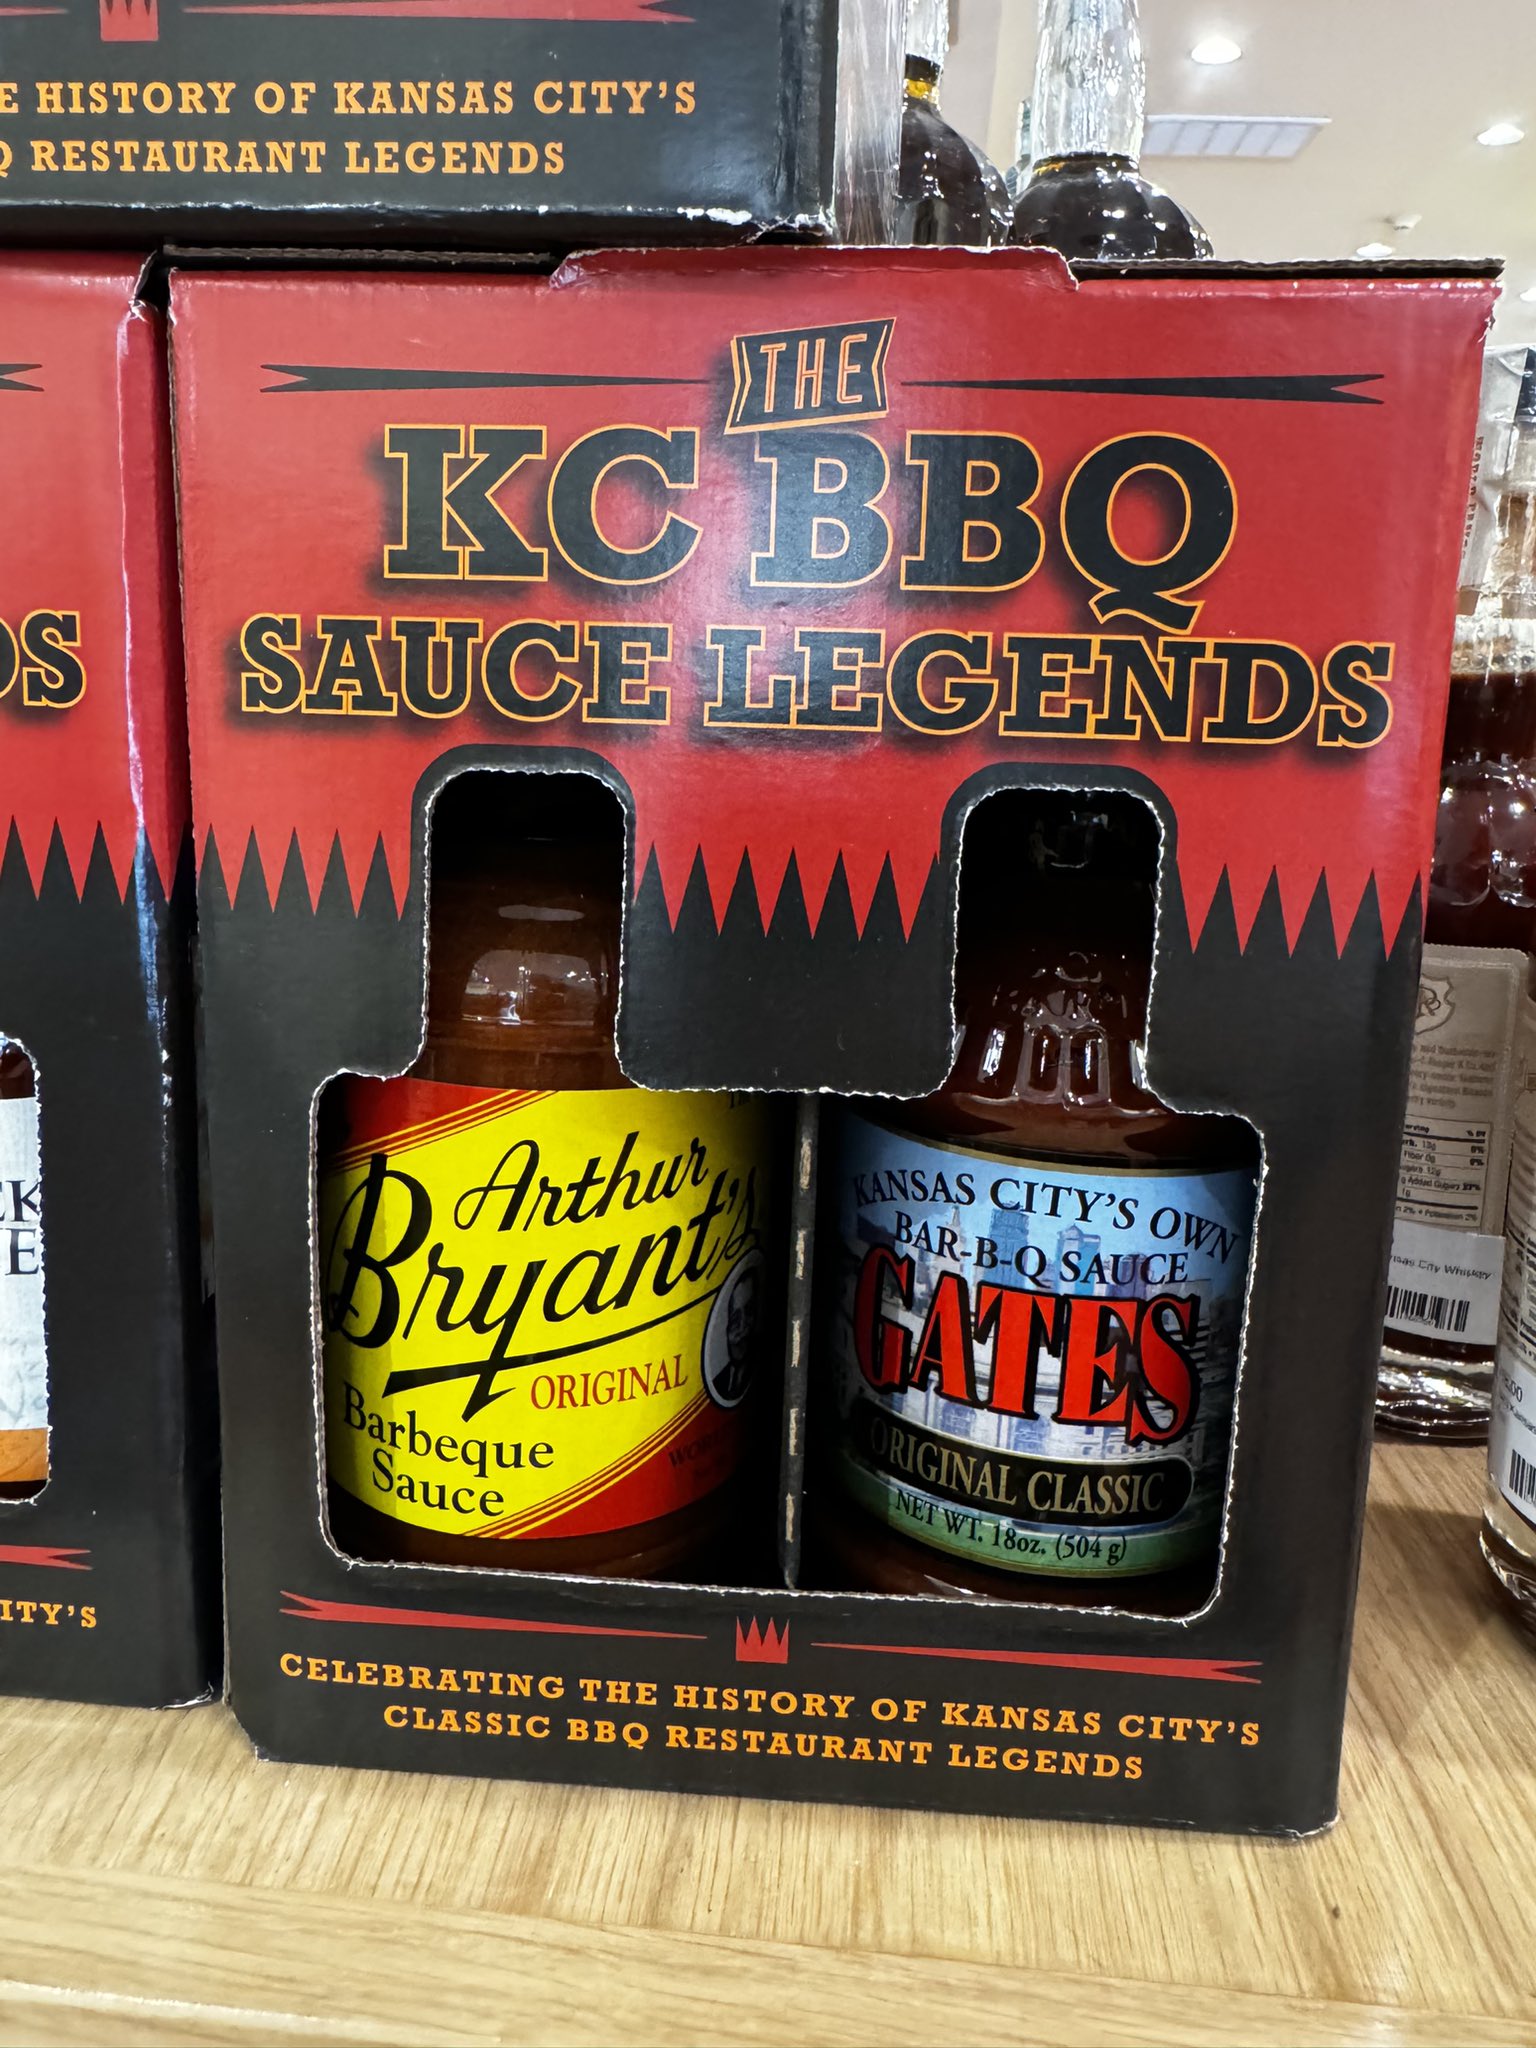 E HISTORY OF KANSAS CITY'S
Q RESTAURANT LEGENDS
THE
KC BBQ
SAUCE LEGENDS
DS
Arthur
Bryant's
ORIGINAL
Barbeque
Sauce
KANSAS CITY'S OWN
BAR-B-Q SAUCE
GATES
ORIGINAL CLASSIC
NET WT. 18oz. (504 g)
CELEBRATING THE HISTORY OF KANSAS CITY'S
CLASSIC BBQ RESTAURANT LEGENDS
CK
E
ITY'S